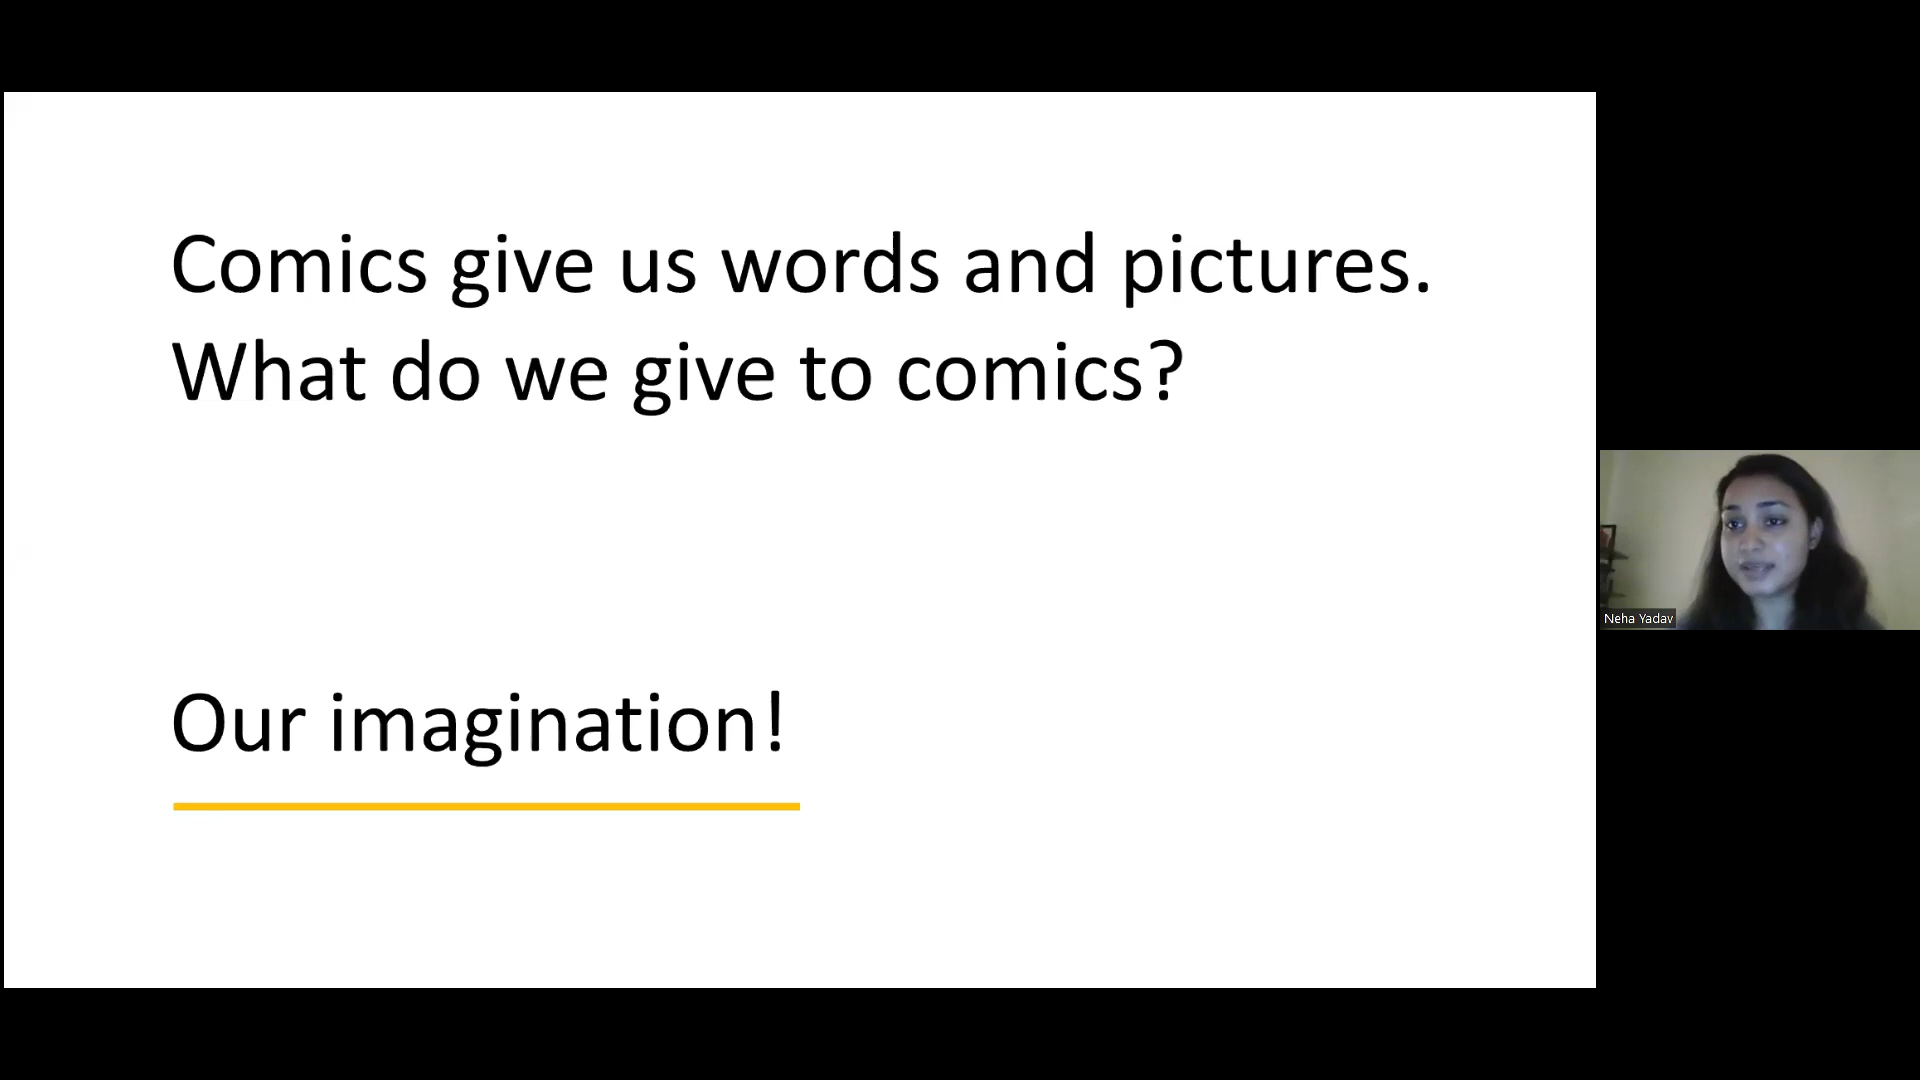 Comics give us words and pictures.
What do we give to comics?
Our imagination!
Neha Yadav